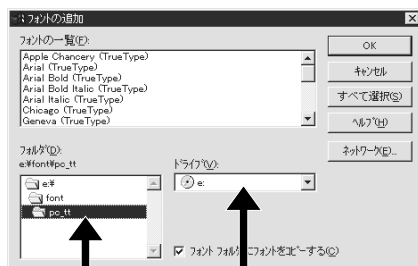 フォントの追加
フォントの一覧(F):
Apple Chancery (TrueType)
Arial (TrueType)
Arial Bold (TrueType)
Arial Bold Italic (TrueType)
Arial Italic (TrueType)
Chicago (TrueType)
Geneva (TrueType)
OK
キャンセル
すべて選択(S)
ヘルプ(H)
ネットワーク(E)...
フォルダ(D):
e:¥font¥po_tt
e:¥
font
po_tt
ドライブ(V):
e:
フォント フォルダにフォントをコピーする(C)